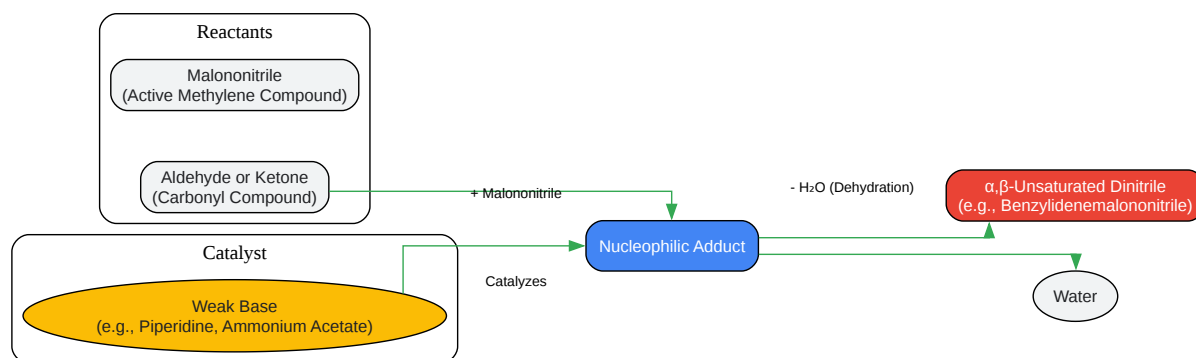 Reactants
Malononitrile
(Active Methylene Compound)
Aldehyde or Ketone
(Carbonyl Compound)
+ Malononitrile
- H₂O (Dehydration)
α,β-Unsaturated Dinitrile
(e.g., Benzylidenemalononitrile)
Nucleophilic Adduct
Catalyst
Catalyzes
Weak Base
(e.g., Piperidine, Ammonium Acetate)
Water